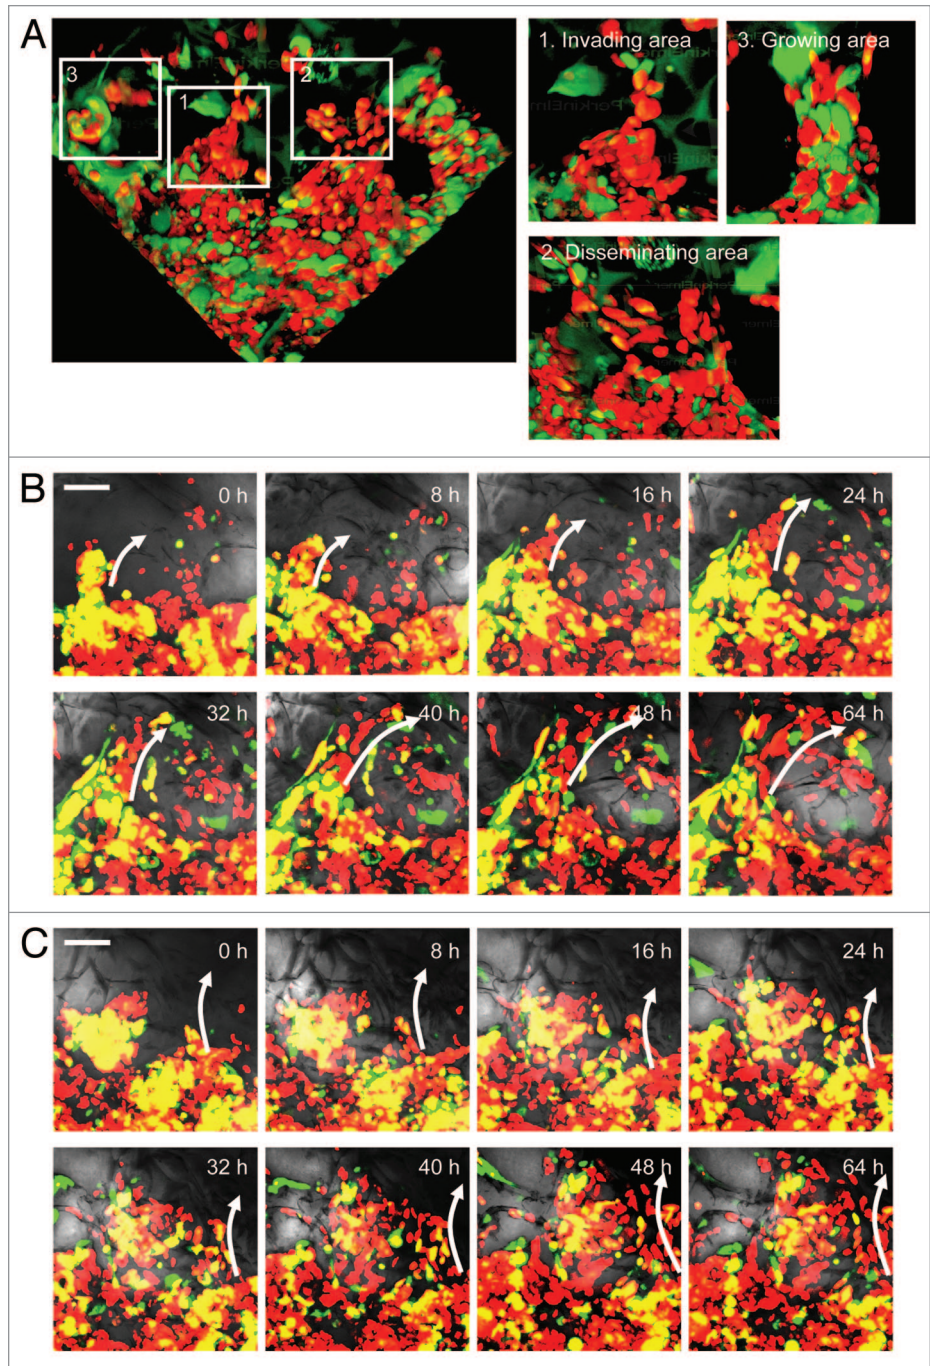 A
3
1
2
1. Invading area
3. Growing area
2. Disseminating area
PerkinElmer
B
0 h
8 h
16 h
24 h
32 h
40 h
48 h
64 h
C
0 h
8 h
16 h
24 h
32 h
40 h
48 h
64 h